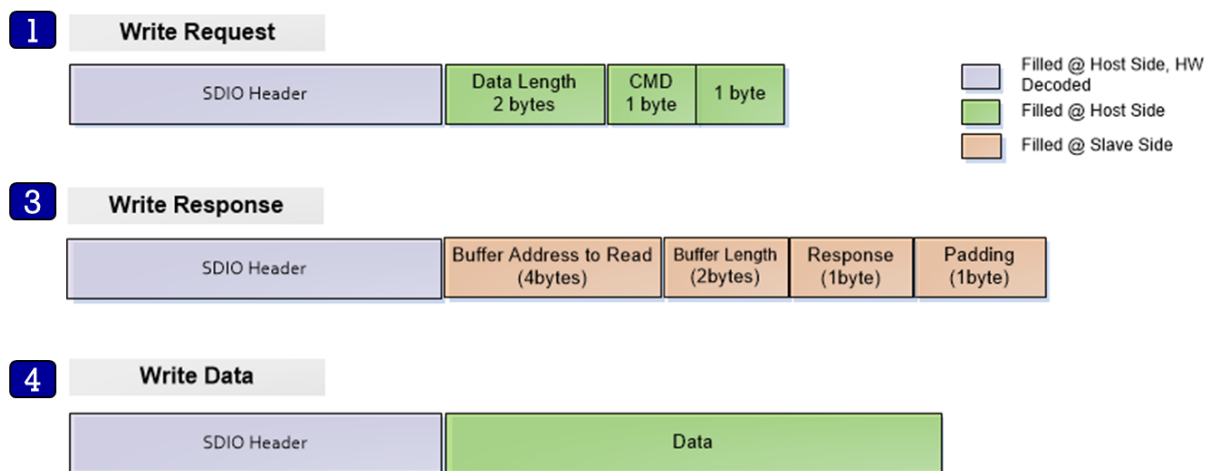 1
Write Request
SDIO Header
Data Length
2 bytes
CMD
1 byte
1 byte
Filled @ Host Side, HW
Decoded
Filled @ Host Side
Filled @ Slave Side
3
Write Response
SDIO Header
Buffer Address to Read
(4bytes)
Buffer Length
(2bytes)
Response
(1byte)
Padding
(1byte)
4
Write Data
SDIO Header
Data